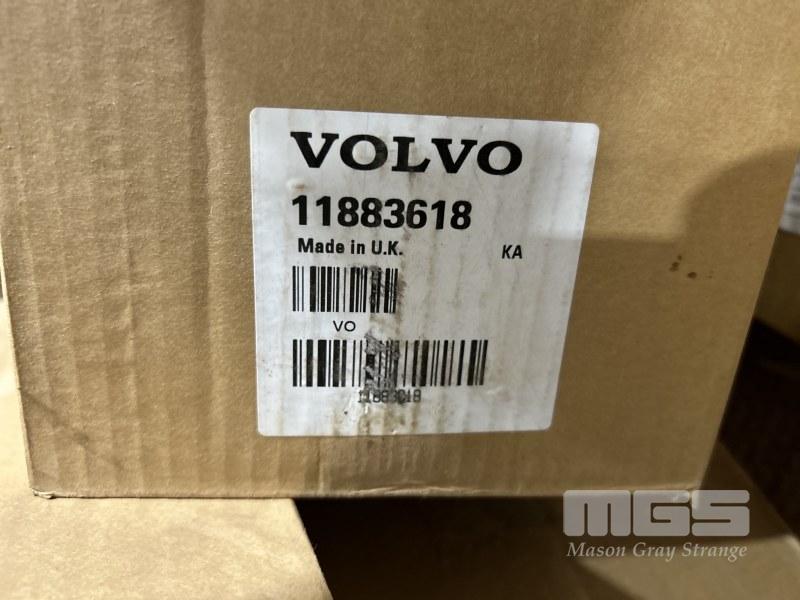 VOLVO
11883618
Made in U.K. KA
VO
11883618
MGS
Mason Gray Strange